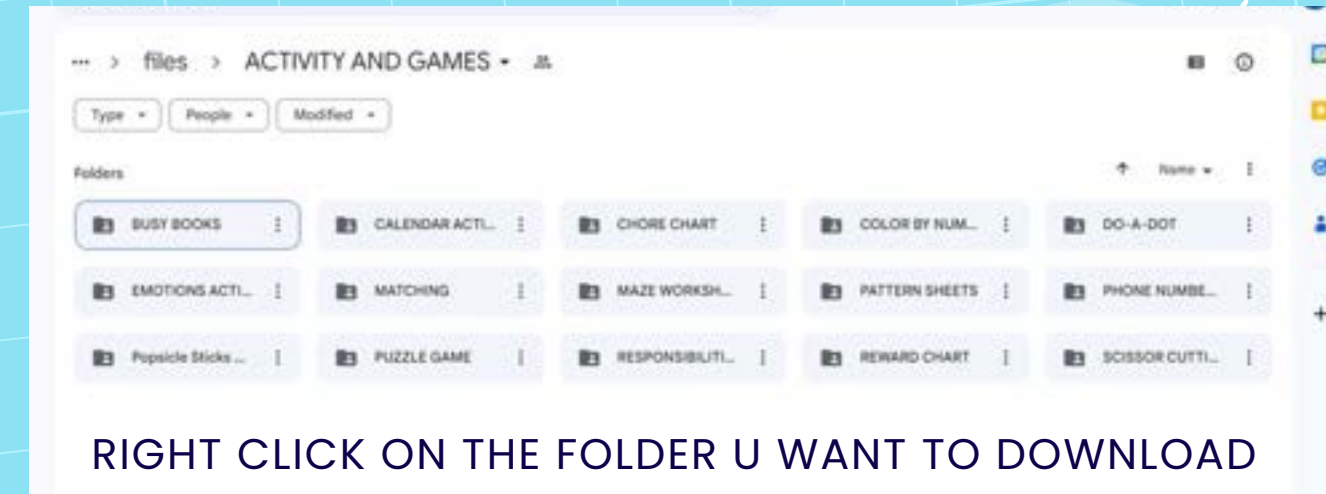 ... > files > ACTIVITY AND GAMES
Type People Modified
Folders Name
BUSY BOOKS CALENDAR ACTI... CHORE CHART COLOR BY NUM... DO-A-DOT
EMOTIONS ACTI... MATCHING MAZE WORKSH... PATTERN SHEETS PHONE NUMBE...
Popsicle Sticks ... PUZZLE GAME RESPONSIBILITI... REWARD CHART SCISSOR CUTTI...
RIGHT CLICK ON THE FOLDER U WANT TO DOWNLOAD